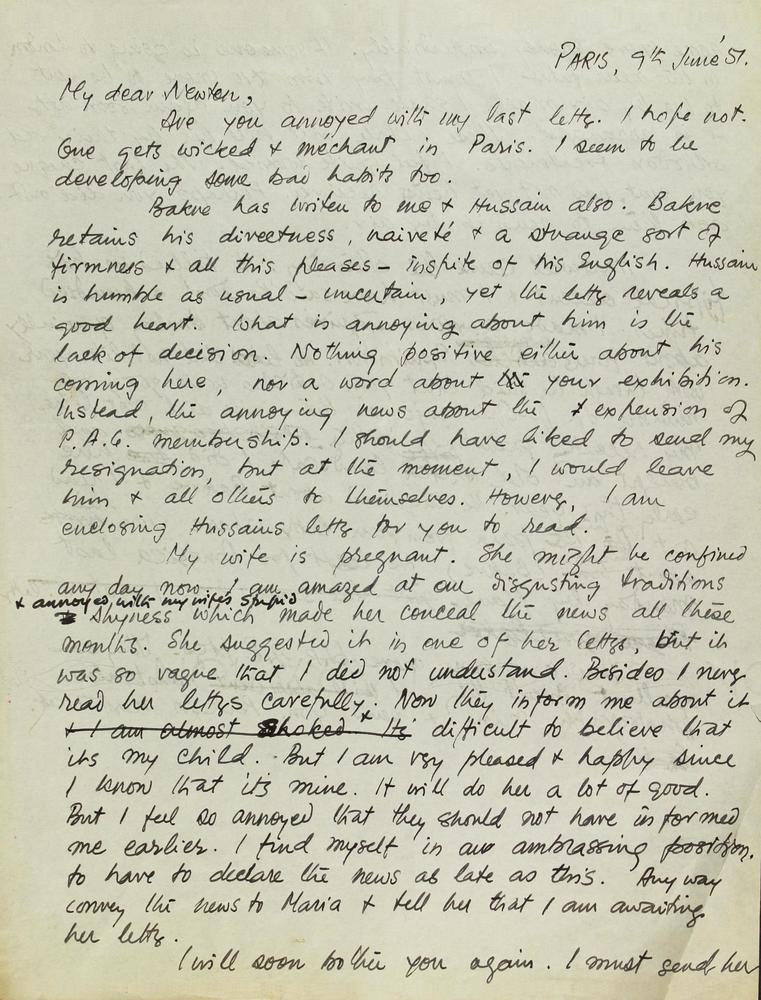 PARIS, 9th June '51.
My dear Newton,
Are you annoyed with my last letter. I hope not.
One gets wicked & méchant in Paris. I seem to be
developing some bad habits too.
Bakre has writen to me & Hussain also. Bakre
retains his directness, naiveté & a strange sort of
firmness & all this pleases – inspite of his English. Hussain
is humble as usual – uncertain, yet the letter reveals a
good heart. What is annoying about him is the
lack of decision. Nothing positive either about his
coming here, nor a word about your exhibition.
Instead, the annoying news about the expension of
P.A.G. membership. I should have liked to send my
resignation, but at the moment, I would leave
him & all others to themselves. However, I am
enclosing Hussains letter for you to read.
My wife is pregnant. She might be confined
any day now. I am amazed at our disgusting traditions
& annoyed, with my wife's stupid
shyness which made her conceal the news all these
months. She suggested it in one of her letters, but it
was so vague that I did not understand. Besides I never
read her letters carefully. Now they inform me about it
& I am almost shoked & Its difficult to believe that
its my child. But I am very pleased & happy since
I know that it's mine. It will do her a lot of good.
But I feel so annoyed that they should not have informed
me earlier. I find myself in an ambrassing position.
to have to declare the news as late as this. Any way
convey the news to Maria & tell her that I am awaiting
her letter.
I will soon bother you again. I must send her